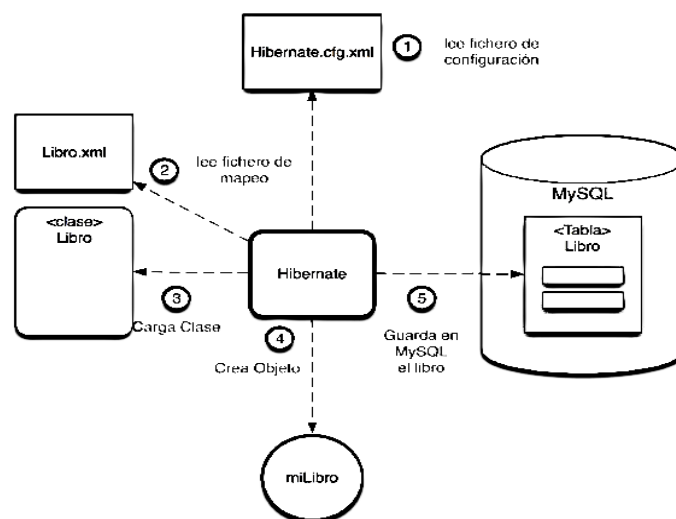 Hibernate.cfg.xml
1
lee fichero de
configuración
Libro.xml
2
lee fichero de
mapeo
<clase>
Libro
3
Carga Clase
Hibernate
4
Crea Objeto
5
Guarda en
MySQL
el libro
MySQL
<Tabla>
Libro
miLibro